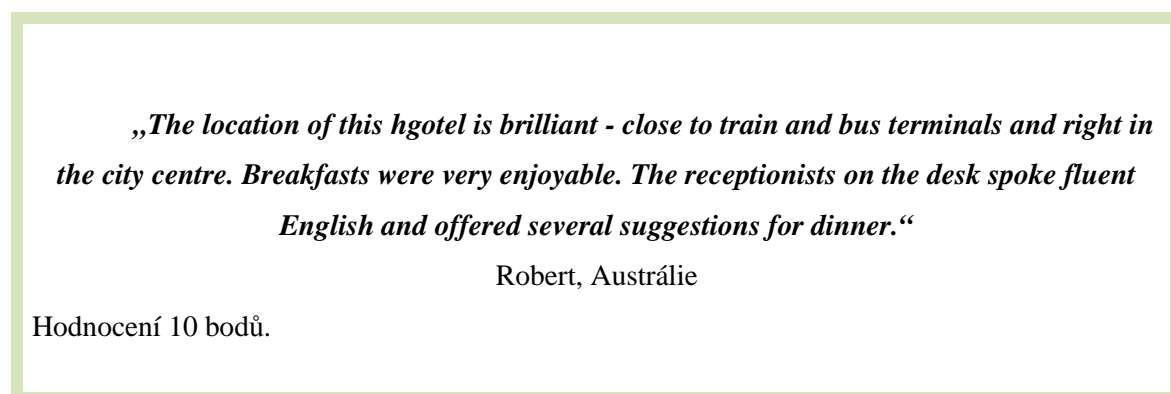 „The location of this hgotel is brilliant - close to train and bus terminals and right in
the city centre. Breakfasts were very enjoyable. The receptionists on the desk spoke fluent
English and offered several suggestions for dinner.“
Robert, Austrálie
Hodnocení 10 bodů.